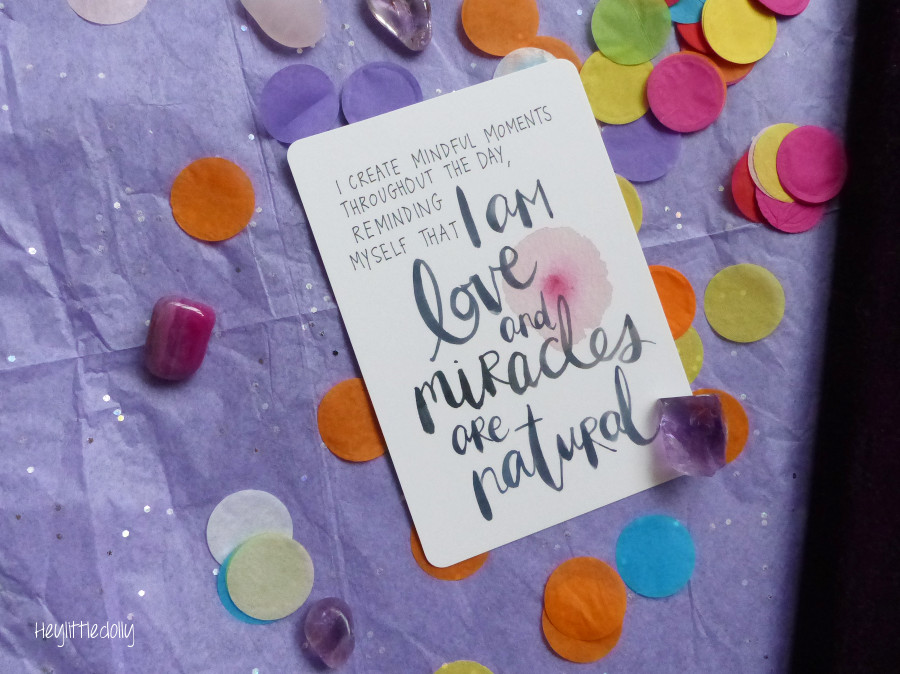 I CREATE MINDFUL MOMENTS
THROUGHOUT THE DAY,
REMINDING
MYSELF THAT I am
love
and
miracles
are
natural
Heylittledolly